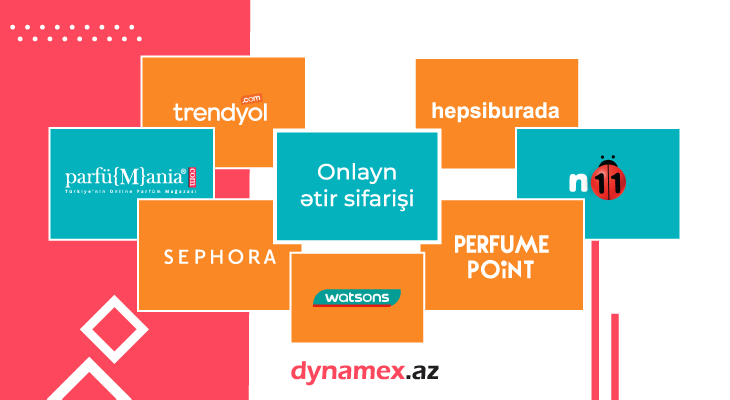 trendyol
.com
hepsiburada
parfü{M}ania®.com
Türkiye'nin Online Parfüm Mağazası
Onlayn
ətir sifarişi
n11
SEPHORA
PERFUME
POiNT
watsons
dynamex.az